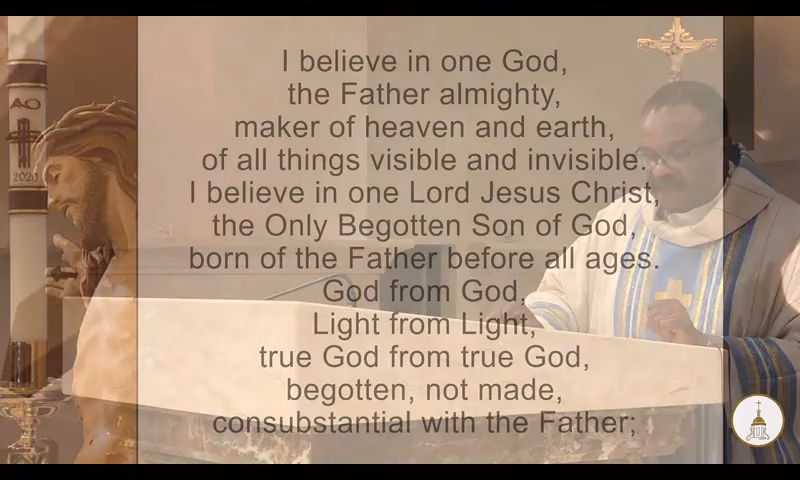 I believe in one God,
the Father almighty,
maker of heaven and earth,
of all things visible and invisible.
I believe in one Lord Jesus Christ,
the Only Begotten Son of God,
born of the Father before all ages.
God from God,
Light from Light,
true God from true God,
begotten, not made,
consubstantial with the Father;
ΑΩ
2020